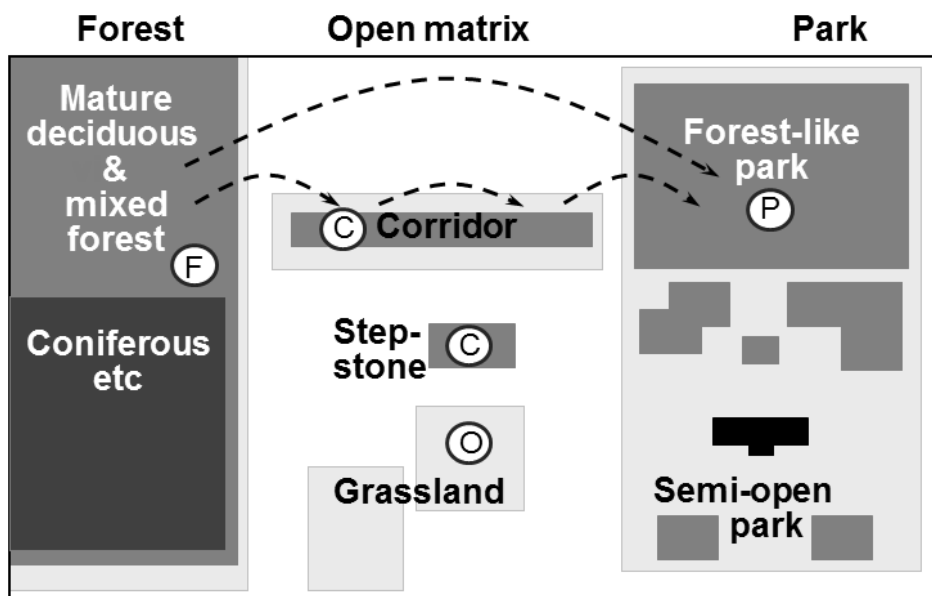 Forest
Open matrix
Park
Mature
deciduous
&
mixed
forest
F
Coniferous
etc
C
Corridor
Step-
stone
C
O
Grassland
Forest-like
park
P
Semi-open
park